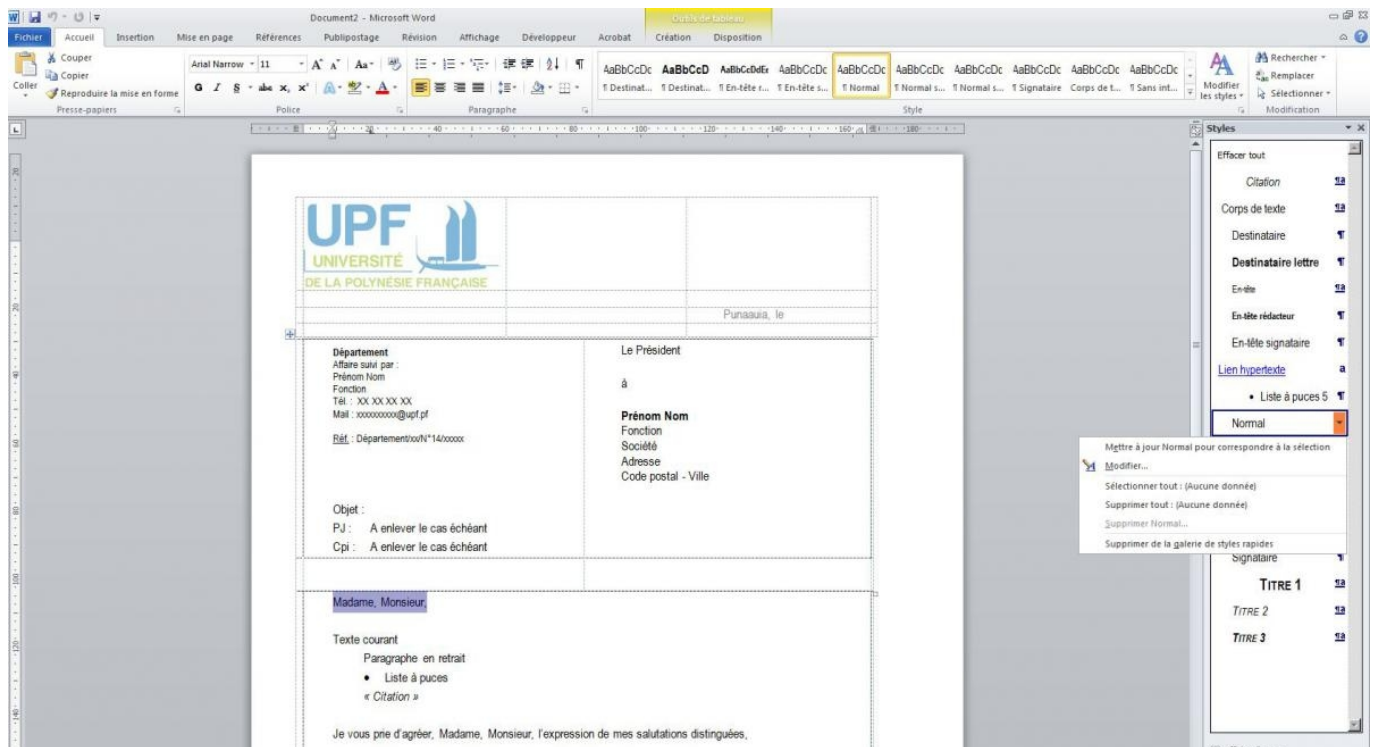 Document2 - Microsoft Word
Outils de tableau
Fichier Accueil Insertion Mise en page Références Publipostage Révision Affichage Développeur Acrobat Création Disposition
Coller
Couper
Copier
Reproduire la mise en forme
Presse-papiers
Arial Narrow 11
G I S abc x, x²
Police
Paragraphe
AaBbCcDc AaBbCcD AaBbCcDdEe AaBbCcDc AaBbCcDc AaBbCcDc AaBbCcDc AaBbCcDc AaBbCcDc AaBbCcDc
¶ Destinat... ¶ Destinat... ¶ En-tête r... ¶ En-tête s... ¶ Normal ¶ Normal s... ¶ Normal s... ¶ Signataire Corps de t... ¶ Sans int...
Style
Modifier les styles
Rechercher
Remplacer
Sélectionner
Modification
UPF
UNIVERSITÉ
DE LA POLYNÉSIE FRANÇAISE
Punaauia, le
Département
Affaire suivi par :
Prénom Nom
Fonction
Tél. : XX XX XX XX
Mail : xxxxxxxxxx@upf.pf
Réf. : Département/xx/N°14/xxxxx
Le Président
à
Prénom Nom
Fonction
Société
Adresse
Code postal - Ville
Objet :
PJ : A enlever le cas échéant
Cpi : A enlever le cas échéant
Madame, Monsieur,
Texte courant
Paragraphe en retrait
• Liste à puces
« Citation »
Je vous prie d'agréer, Madame, Monsieur, l'expression de mes salutations distinguées,
Styles
Effacer tout
Citation
Corps de texte
Destinataire
Destinataire lettre
En-tête
En-tête rédacteur
En-tête signataire
Lien hypertexte
• Liste à puces 5
Normal
Mettre à jour Normal pour correspondre à la sélection
Modifier...
Sélectionner tout : (Aucune donnée)
Supprimer tout : (Aucune donnée)
Supprimer Normal...
Supprimer de la galerie de styles rapides
Signataire
TITRE 1
TITRE 2
TITRE 3